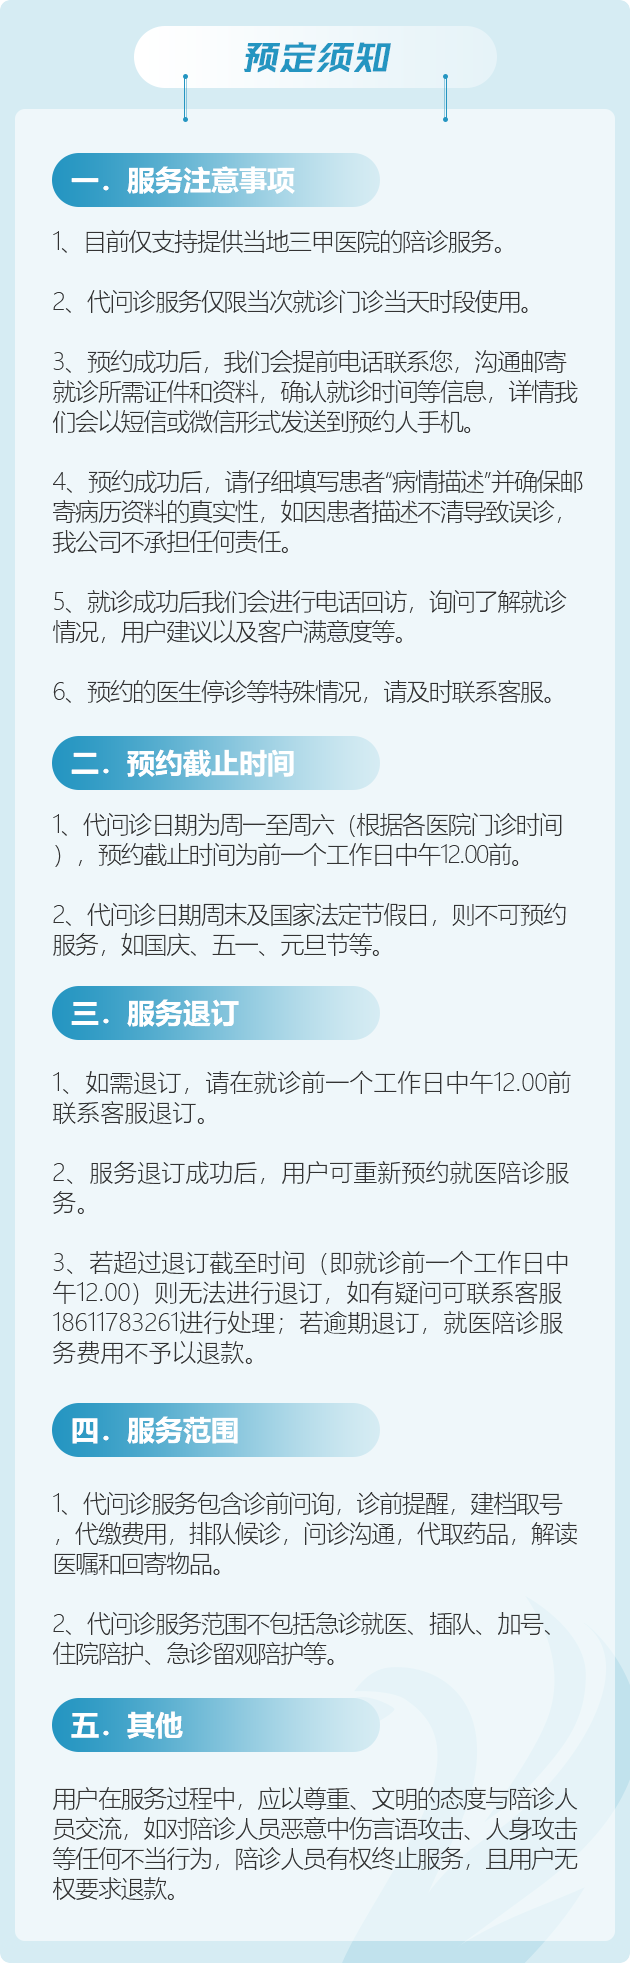 预定须知
一．服务注意事项
1、目前仅支持提供当地三甲医院的陪诊服务。
2、代问诊服务仅限当次就诊门诊当天时段使用。
3、预约成功后，我们会提前电话联系您，沟通邮寄
就诊所需证件和资料，确认就诊时间等信息，详情我
们会以短信或微信形式发送到预约人手机。
4、预约成功后，请仔细填写患者“病情描述”并确保邮
寄病历资料的真实性，如因患者描述不清导致误诊，
我公司不承担任何责任。
5、就诊成功后我们会进行电话回访，询问了解就诊
情况，用户建议以及客户满意度等。
6、预约的医生停诊等特殊情况，请及时联系客服。
二．预约截止时间
1、代问诊日期为周一至周六（根据各医院门诊时间
），预约截止时间为前一个工作日中午12.00前。
2、代问诊日期周末及国家法定节假日，则不可预约
服务，如国庆、五一、元旦节等。
三．服务退订
1、如需退订，请在就诊前一个工作日中午12.00前
联系客服退订。
2、服务退订成功后，用户可重新预约就医陪诊服
务。
3、若超过退订截至时间（即就诊前一个工作日中
午12.00）则无法进行退订，如有疑问可联系客服
18611783261进行处理；若逾期退订，就医陪诊服
务费用不予以退款。
四．服务范围
1、代问诊服务包含诊前问询，诊前提醒，建档取号
，代缴费用，排队候诊，问诊沟通，代取药品，解读
医嘱和回寄物品。
2、代问诊服务范围不包括急诊就医、插队、加号、
住院陪护、急诊留观陪护等。
五．其他
用户在服务过程中，应以尊重、文明的态度与陪诊人
员交流，如对陪诊人员恶意中伤言语攻击、人身攻击
等任何不当行为，陪诊人员有权终止服务，且用户无
权要求退款。